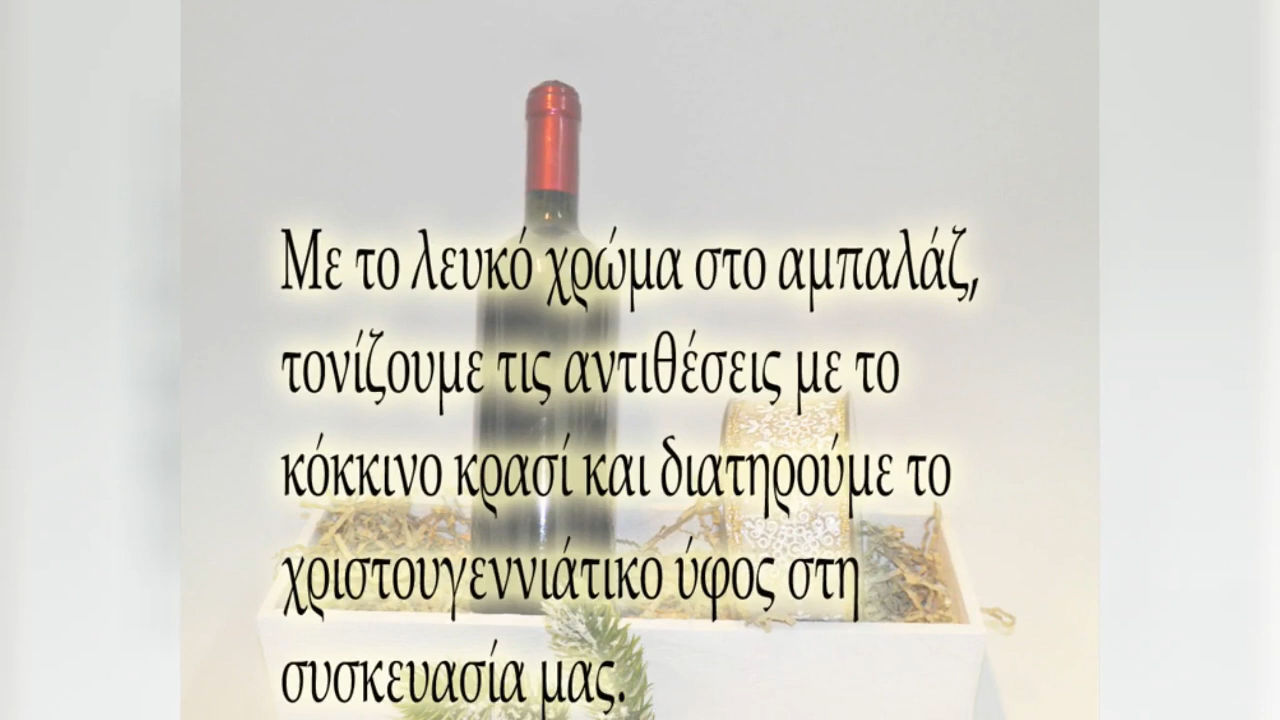 Με το λευκό χρώμα στο αμπαλάζ,
τονίζουμε τις αντιθέσεις με το
κόκκινο κρασί και διατηρούμε το
χριστουγεννιάτικο ύφος στη
συσκευασία μας.